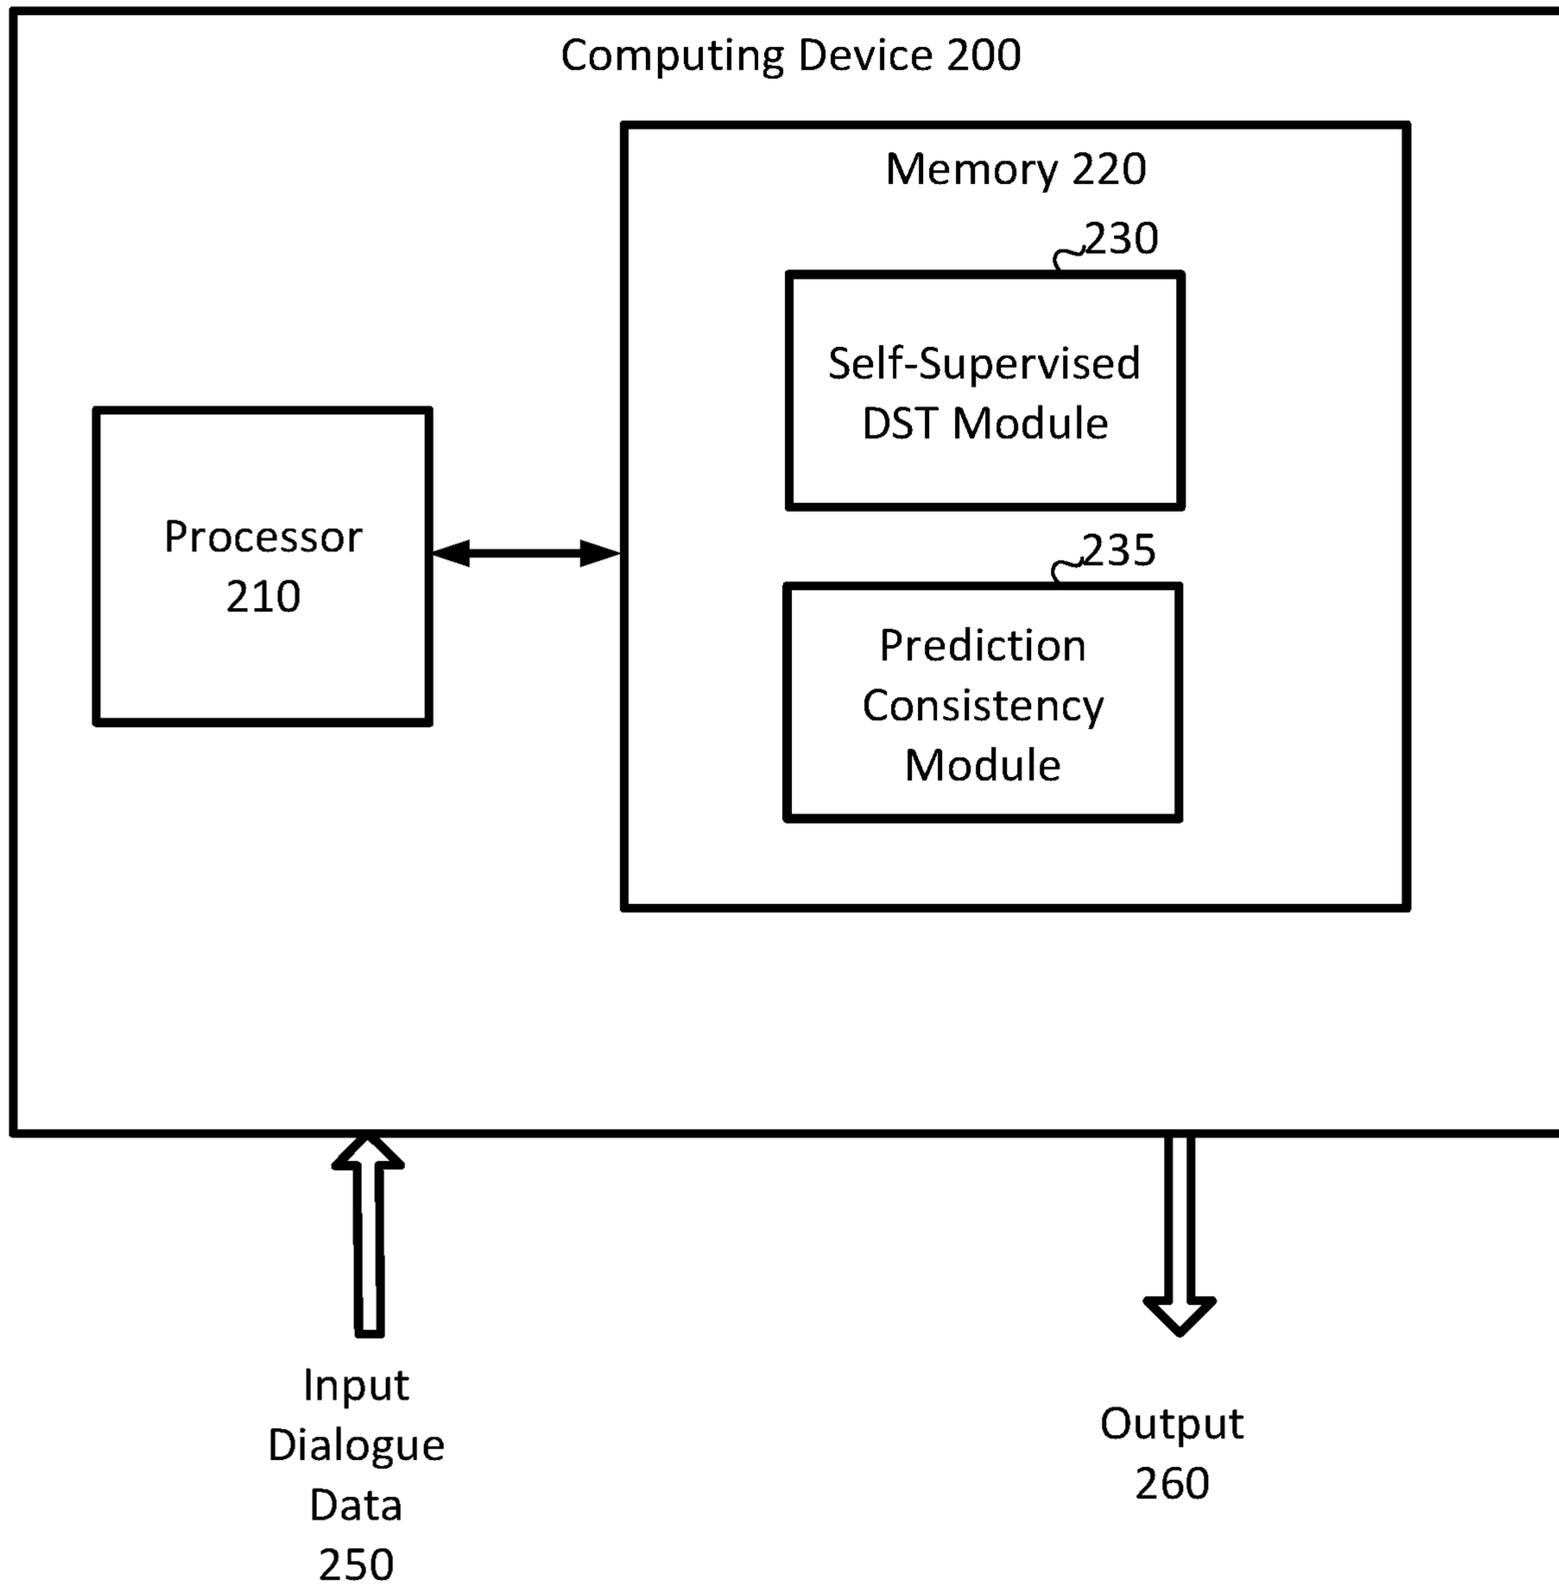 Computing Device 200
Memory 220
230
Self-Supervised
DST Module
Processor
210
235
Prediction
Consistency
Module
Input
Dialogue
Data
250
Output
260